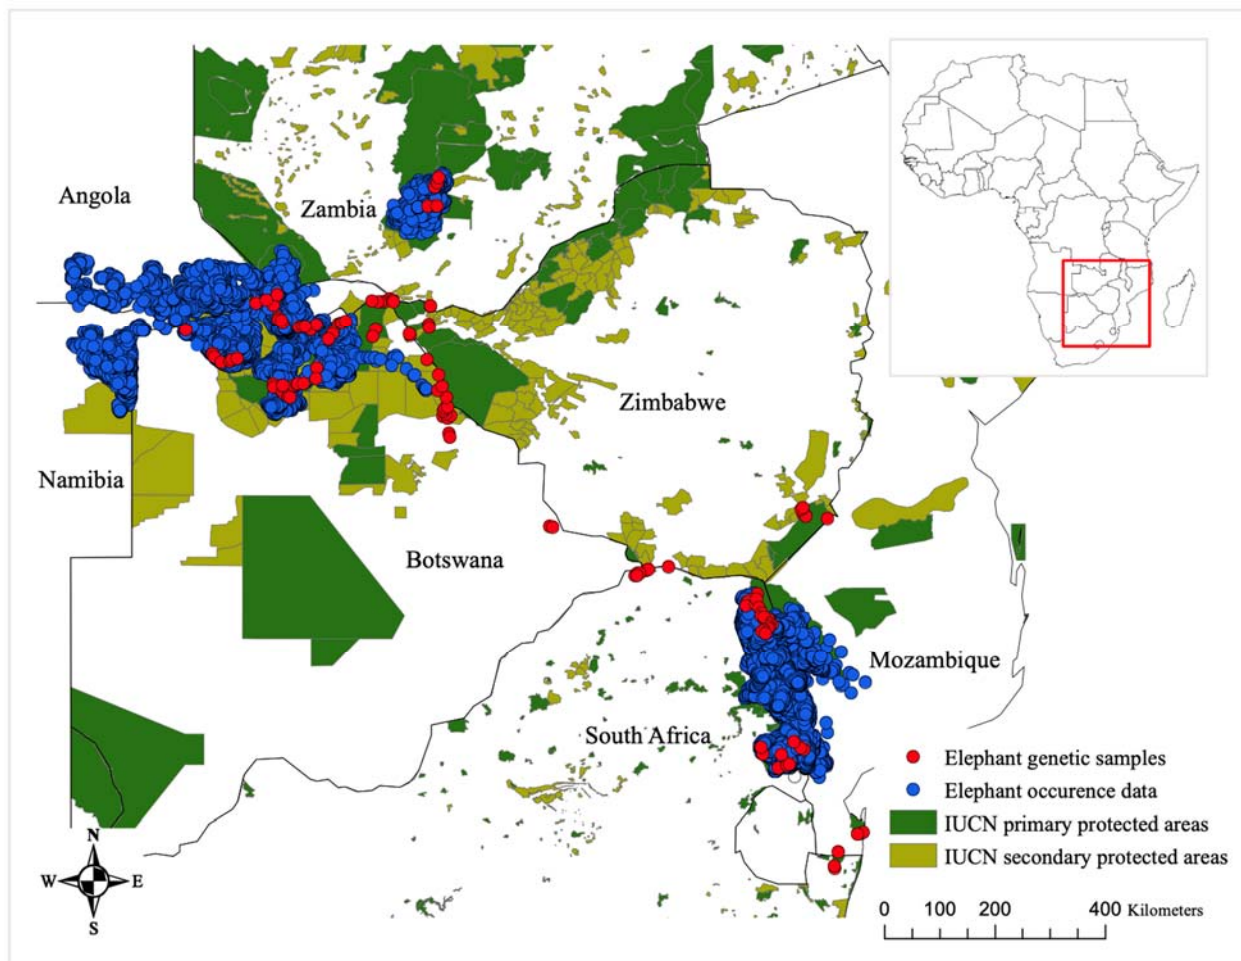 Angola
Zambia
Zimbabwe
Namibia
Botswana
Mozambique
South Africa
Elephant genetic samples
Elephant occurence data
IUCN primary protected areas
IUCN secondary protected areas
N
W E
S
0 100 200 400 Kilometers